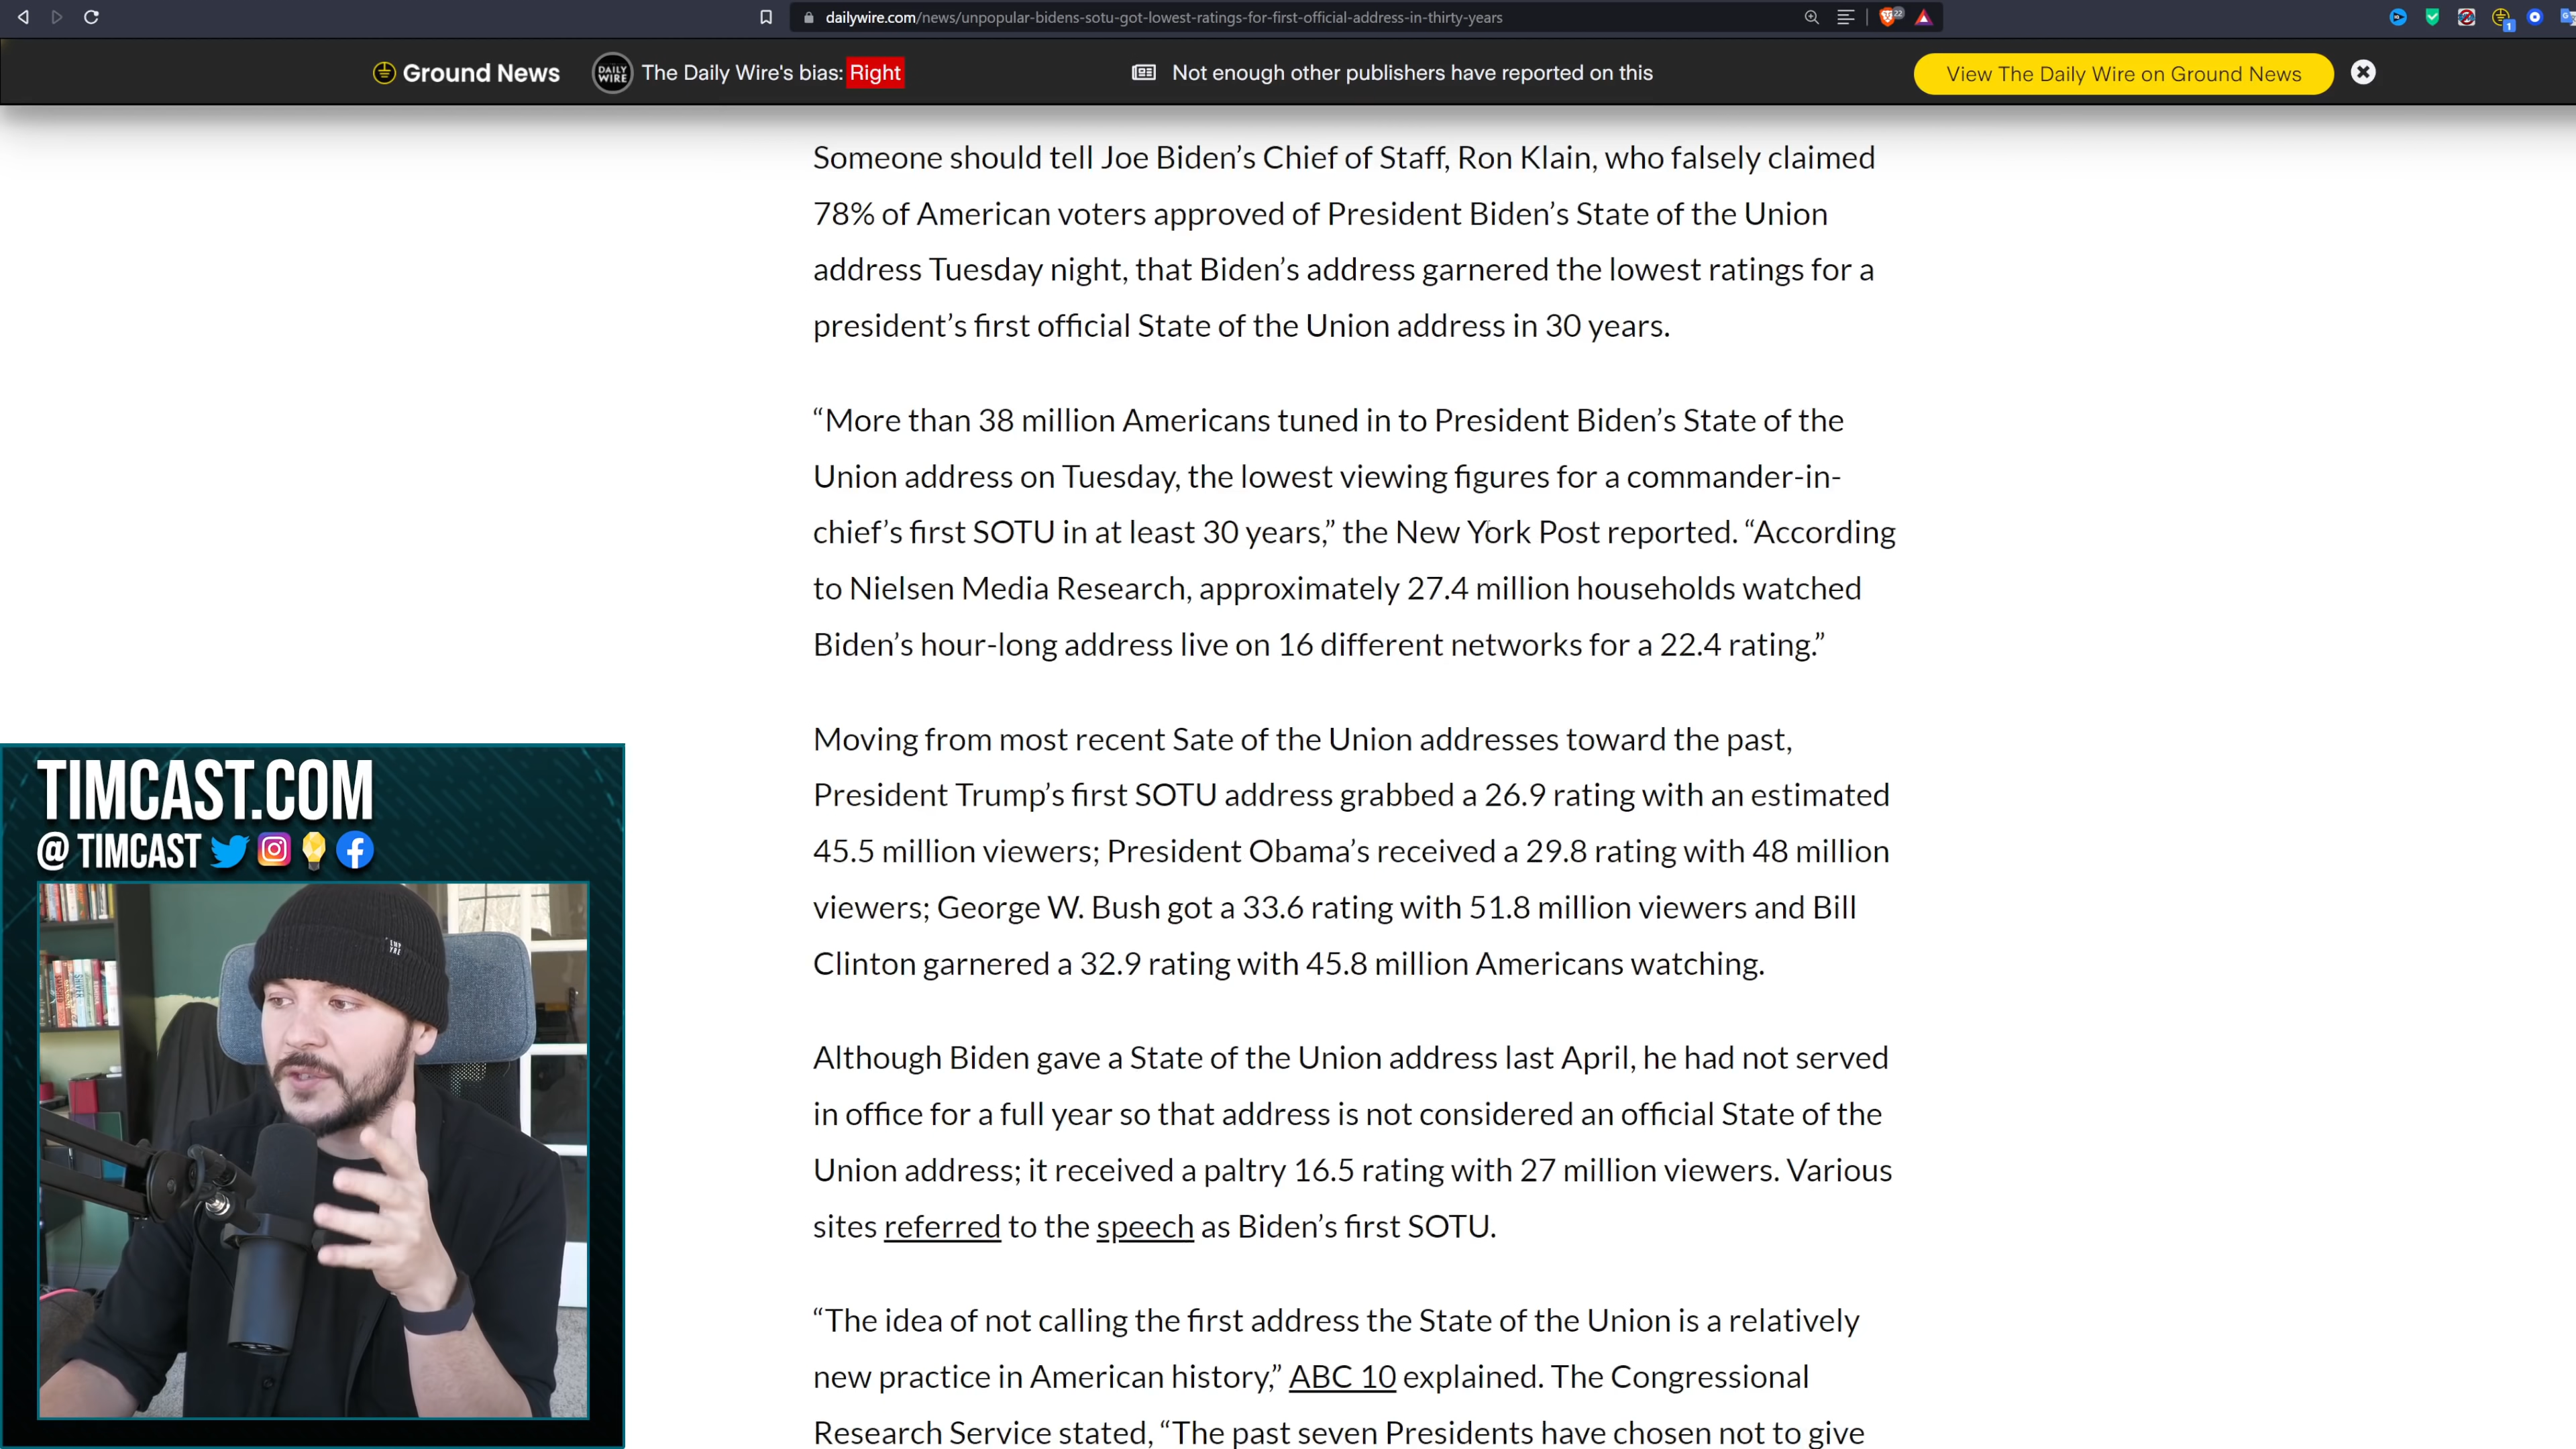 dailywire.com/news/unpopular-bidens-sotu-got-lowest-ratings-for-first-official-address-in-thirty-years
22
1
Ground News
DAILY WIRE
The Daily Wire's bias: Right
Not enough other publishers have reported on this
View The Daily Wire on Ground News
Someone should tell Joe Biden’s Chief of Staff, Ron Klain, who falsely claimed
78% of American voters approved of President Biden’s State of the Union
address Tuesday night, that Biden’s address garnered the lowest ratings for a
president’s first official State of the Union address in 30 years.
“More than 38 million Americans tuned in to President Biden’s State of the
Union address on Tuesday, the lowest viewing figures for a commander-in-
chief’s first SOTU in at least 30 years,” the New York Post reported. “According
to Nielsen Media Research, approximately 27.4 million households watched
Biden’s hour-long address live on 16 different networks for a 22.4 rating.”
Moving from most recent Sate of the Union addresses toward the past,
President Trump’s first SOTU address grabbed a 26.9 rating with an estimated
45.5 million viewers; President Obama’s received a 29.8 rating with 48 million
viewers; George W. Bush got a 33.6 rating with 51.8 million viewers and Bill
Clinton garnered a 32.9 rating with 45.8 million Americans watching.
Although Biden gave a State of the Union address last April, he had not served
in office for a full year so that address is not considered an official State of the
Union address; it received a paltry 16.5 rating with 27 million viewers. Various
sites referred to the speech as Biden’s first SOTU.
“The idea of not calling the first address the State of the Union is a relatively
new practice in American history,” ABC 10 explained. The Congressional
Research Service stated, “The past seven Presidents have chosen not to give
TIMCAST.COM
@ TIMCAST